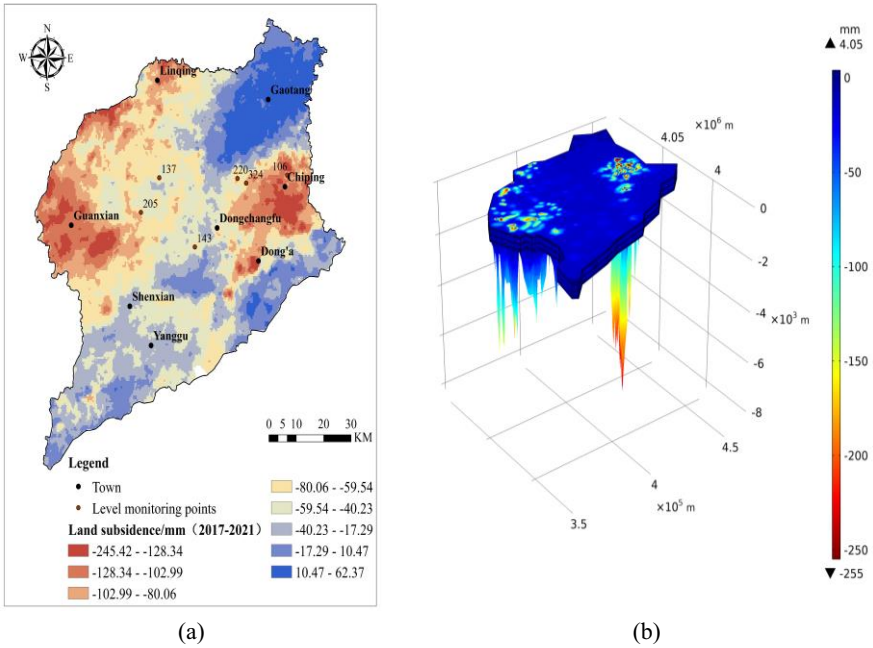 N
W E
S
Linqing
Gaotang
137
220
324
106
Chiping
205
Guanxian
Dongchangfu
143
Dong'a
Shenxian
Yanggu
0 5 10 20 30
KM
Legend
Town
Level monitoring points
Land subsidence/mm（2017-2021）
-245.42 - -128.34
-128.34 - -102.99
-102.99 - -80.06
-80.06 - -59.54
-59.54 - -40.23
-40.23 - -17.29
-17.29 - 10.47
10.47 - 62.37
(a)
mm
▲ 4.05
0
-50
-100
-150
-200
-250
▼ -255
×10⁶ m
4.05
4
0
-2
-4
×10³ m
-6
-8
4.5
4
×10⁵ m
3.5
(b)